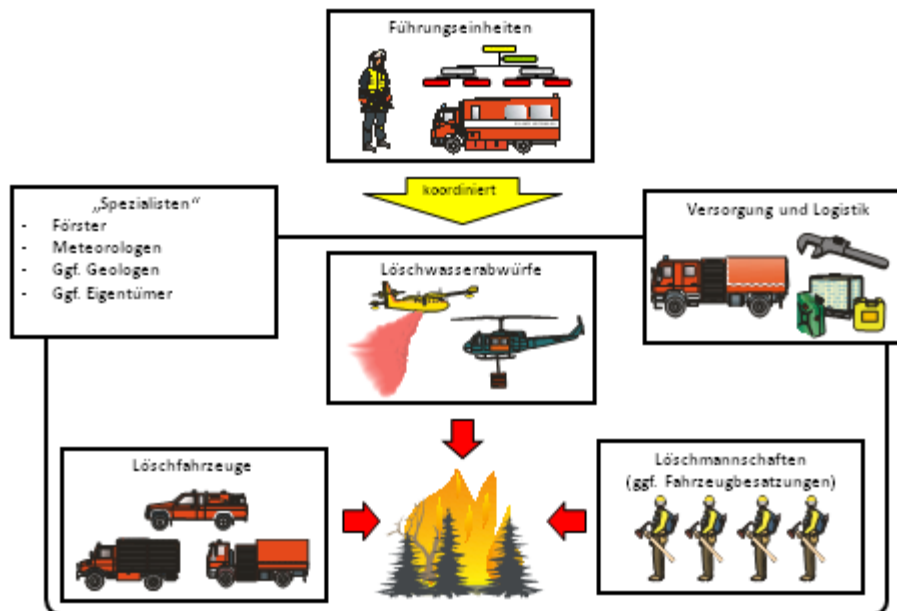 Führungseinheiten
koordiniert
„Spezialisten“
- Förster
- Meteorologen
- Ggf. Geologen
- Ggf. Eigentümer
Versorgung und Logistik
Löschwasserabwürfe
Löschfahrzeuge
Löschmannschaften
(ggf. Fahrzeugbesatzungen)